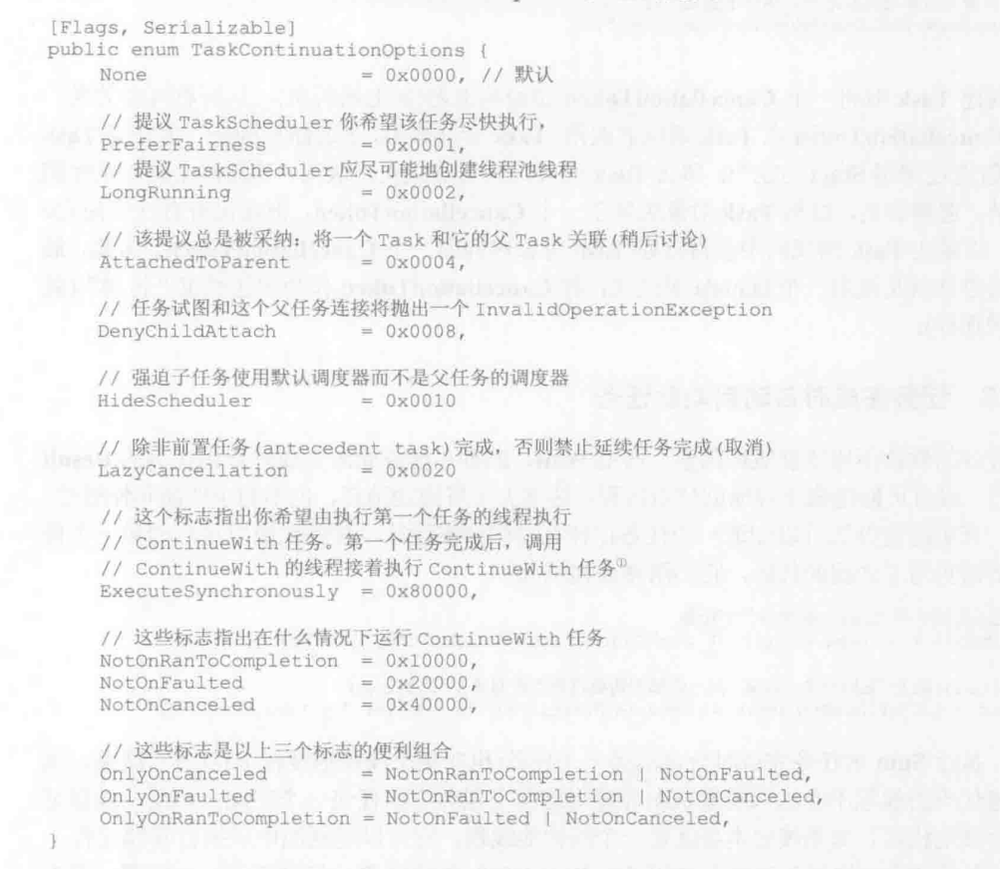 [Flags, Serializable]
public enum TaskContinuationOptions {
None = 0x0000, // 默认
// 提议 TaskScheduler 你希望该任务尽快执行，
PreferFairness = 0x0001,
// 提议 TaskScheduler 应尽可能地创建线程池线程
LongRunning = 0x0002,
// 该提议总是被采纳：将一个 Task 和它的父 Task 关联(稍后讨论)
AttachedToParent = 0x0004,
// 任务试图和这个父任务连接将抛出一个 InvalidOperationException
DenyChildAttach = 0x0008,
// 强迫子任务使用默认调度器而不是父任务的调度器
HideScheduler = 0x0010
// 除非前置任务(antecedent task)完成，否则禁止延续任务完成(取消)
LazyCancellation = 0x0020
// 这个标志指出你希望由执行第一个任务的线程执行
// ContinueWith 任务。第一个任务完成后，调用
// ContinueWith 的线程接着执行 ContinueWith 任务①
ExecuteSynchronously = 0x80000,
// 这些标志指出在什么情况下运行 ContinueWith 任务
NotOnRanToCompletion = 0x10000,
NotOnFaulted = 0x20000,
NotOnCanceled = 0x40000,
// 这些标志是以上三个标志的便利组合
OnlyOnCanceled = NotOnRanToCompletion | NotOnFaulted,
OnlyOnFaulted = NotOnRanToCompletion | NotOnCanceled,
OnlyOnRanToCompletion = NotOnFaulted | NotOnCanceled,
}